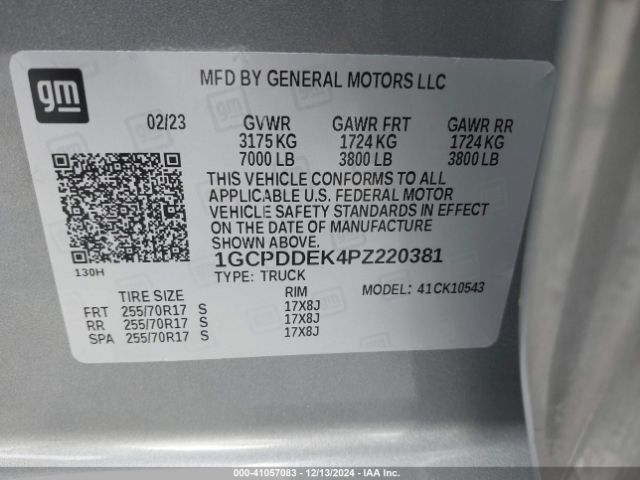 gm
MFD BY GENERAL MOTORS LLC
02/23 GVWR GAWR FRT GAWR RR
3175 KG 1724 KG 1724 KG
7000 LB 3800 LB 3800 LB
THIS VEHICLE CONFORMS TO ALL
APPLICABLE U.S. FEDERAL MOTOR
VEHICLE SAFETY STANDARDS IN EFFECT
ON THE DATE OF MANUFACTURE
SHOWN ABOVE.
1GCPDDEK4PZ220381
130H
TYPE: TRUCK
MODEL: 41CK10543
TIRE SIZE RIM
FRT 255/70R17 S 17X8J
RR 255/70R17 S 17X8J
SPA 255/70R17 S 17X8J
000-41057083 - 12/13/2024 - IAA Inc.